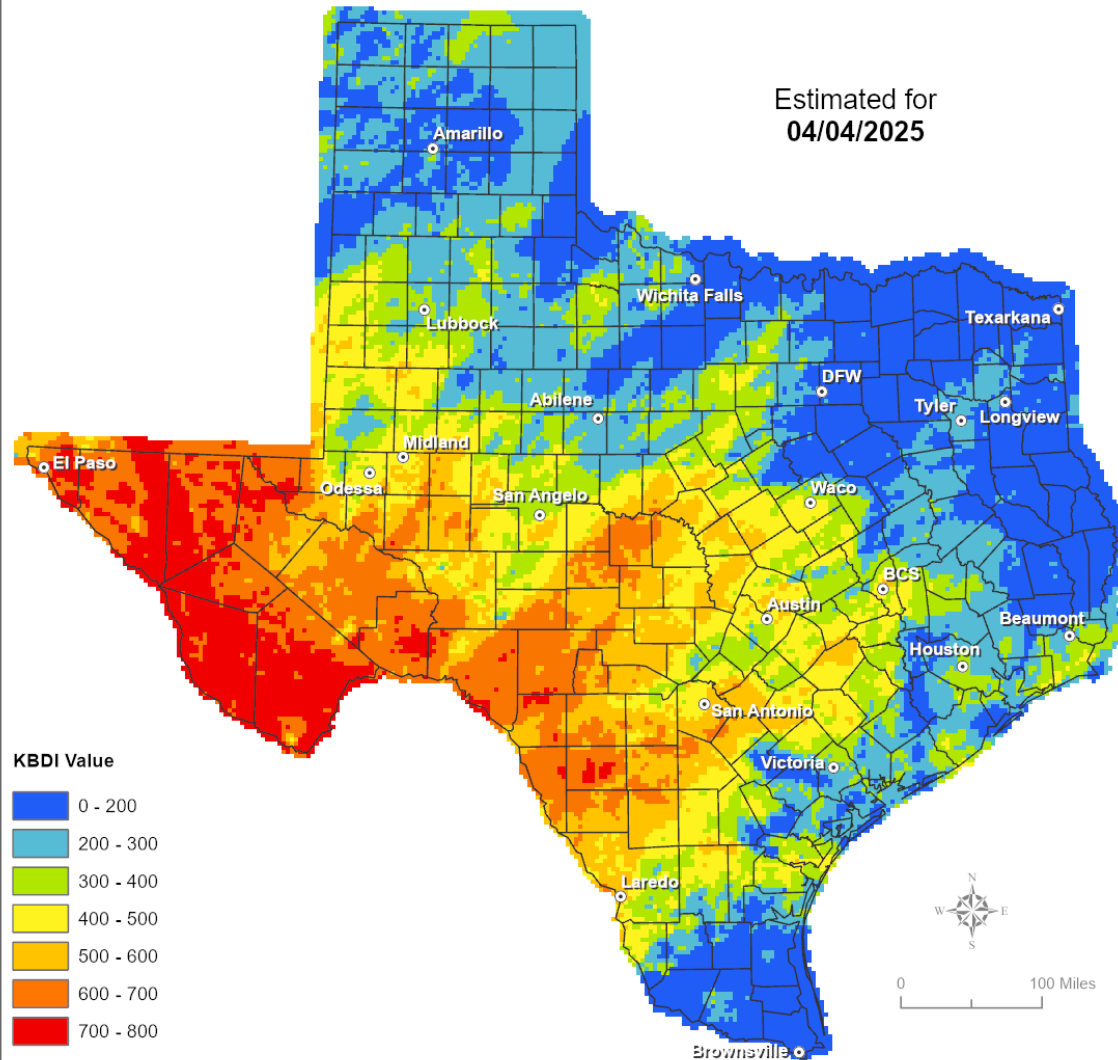 Estimated for
04/04/2025
Amarillo
Wichita Falls
Lubbock
Texarkana
DFW
Abilene
Tyler
Longview
Midland
El Paso
Odessa
San Angelo
Waco
BCS
Austin
Beaumont
Houston
San Antonio
Victoria
KBDI Value
0 - 200
200 - 300
300 - 400
400 - 500
500 - 600
600 - 700
700 - 800
Laredo
N
W E
S
0 100 Miles
Brownsville